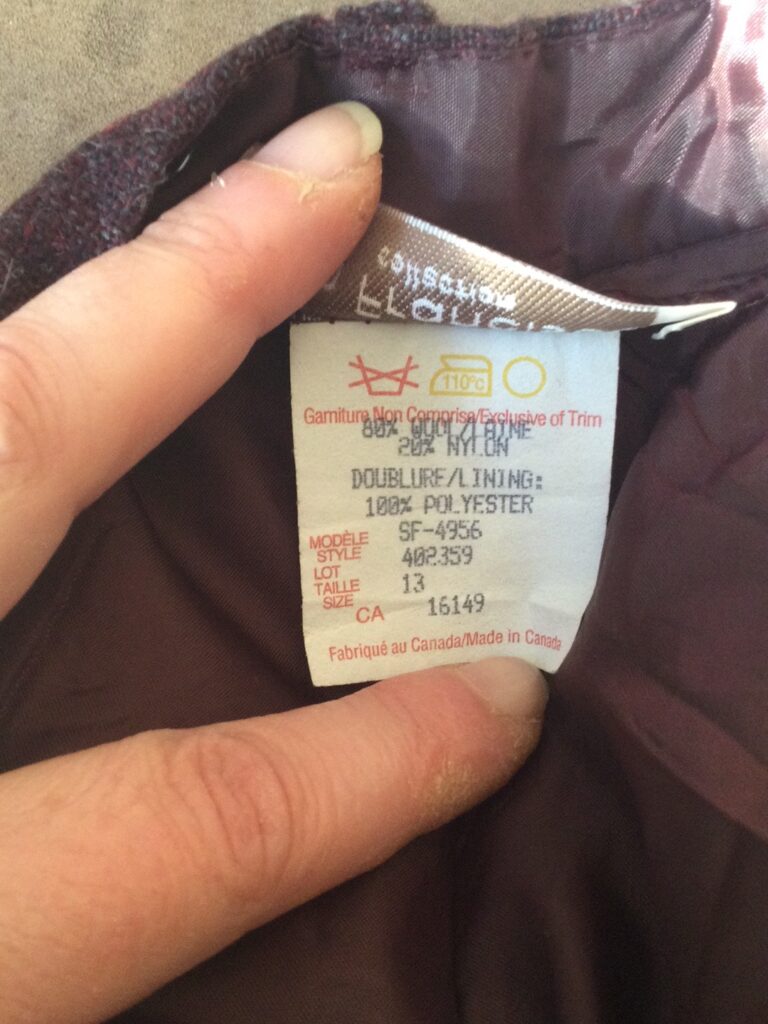 collection
110°c
Garniture Non Comprise/Exclusive of Trim
80% WOOL/LAINE
20% NYLON
DOUBLURE/LINING:
100% POLYESTER
MODÈLE STYLE SF-4956
LOT 402359
TAILLE SIZE 13
CA 16149
Fabriqué au Canada/Made in Canada